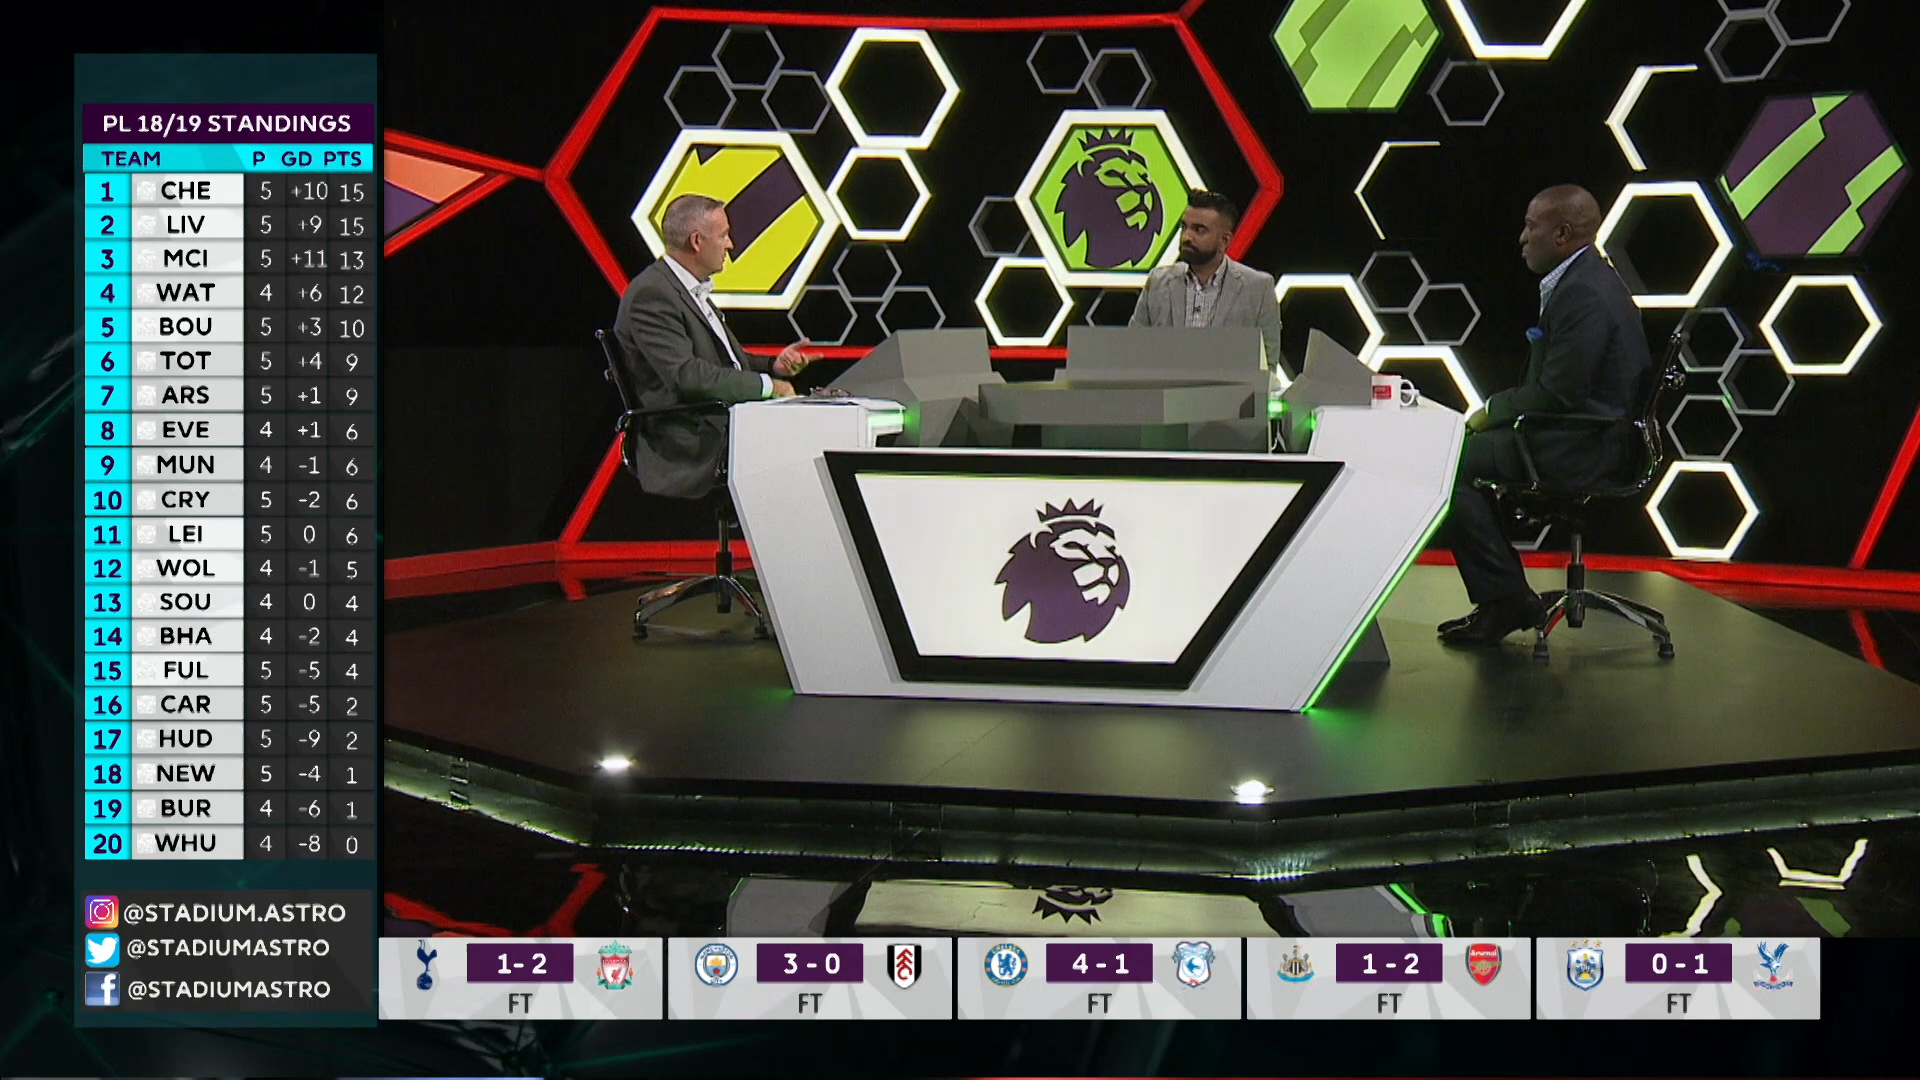 PL 18/19 STANDINGS
TEAM P GD PTS
1 CHE 5 +10 15
2 LIV 5 +9 15
3 MCI 5 +11 13
4 WAT 4 +6 12
5 BOU 5 +3 10
6 TOT 5 +4 9
7 ARS 5 +1 9
8 EVE 4 +1 6
9 MUN 4 -1 6
10 CRY 5 -2 6
11 LEI 5 0 6
12 WOL 4 -1 5
13 SOU 4 0 4
14 BHA 4 -2 4
15 FUL 5 -5 4
16 CAR 5 -5 2
17 HUD 5 -9 2
18 NEW 5 -4 1
19 BUR 4 -6 1
20 WHU 4 -8 0
@STADIUM.ASTRO
@STADIUMASTRO
@STADIUMASTRO
1-2 3-0 4-1 1-2 0-1
FT FT FT FT FT